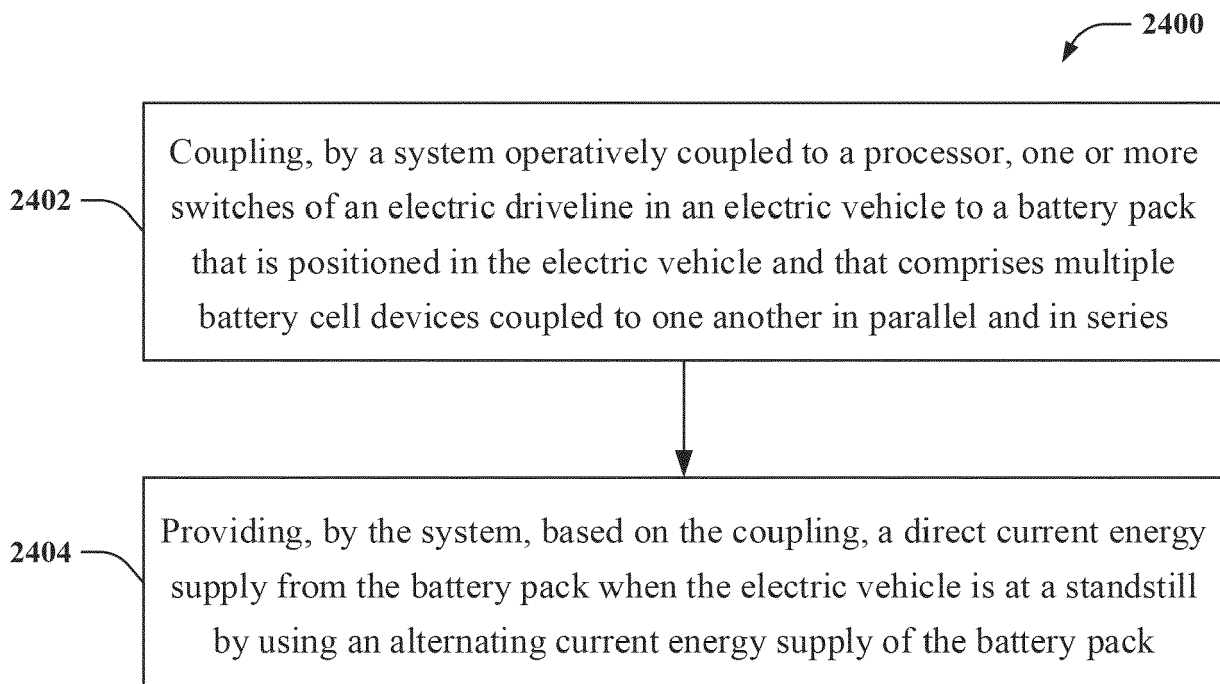 2400
2402
Coupling, by a system operatively coupled to a processor, one or more
switches of an electric driveline in an electric vehicle to a battery pack
that is positioned in the electric vehicle and that comprises multiple
battery cell devices coupled to one another in parallel and in series
2404
Providing, by the system, based on the coupling, a direct current energy
supply from the battery pack when the electric vehicle is at a standstill
by using an alternating current energy supply of the battery pack